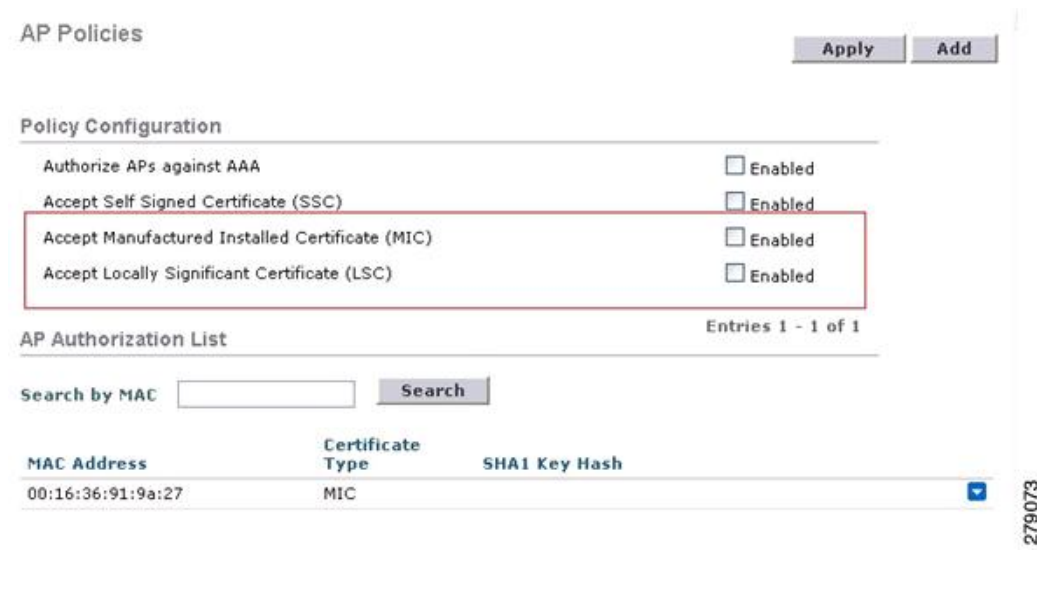 AP Policies
Apply Add
Policy Configuration
Authorize APs against AAA Enabled
Accept Self Signed Certificate (SSC) Enabled
Accept Manufactured Installed Certificate (MIC) Enabled
Accept Locally Significant Certificate (LSC) Enabled
Entries 1 - 1 of 1
AP Authorization List
Search by MAC Search
MAC Address Certificate Type SHA1 Key Hash
00:16:36:91:9a:27 MIC
279073